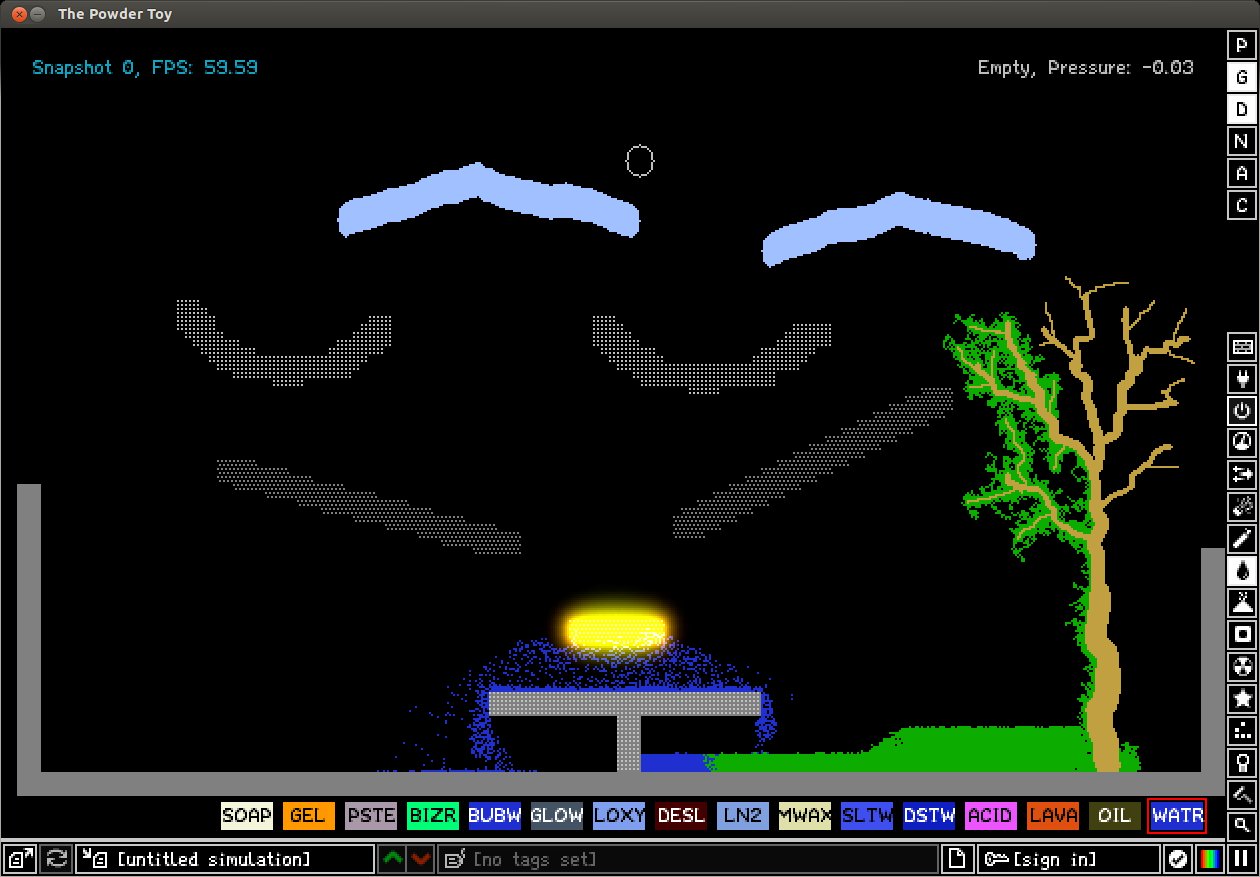 The Powder Toy
Snapshot 0, FPS: 59.59
Empty, Pressure: -0.03
P
G
D
N
A
C
SOAP GEL PSTE BIZR BUBW GLOW LOXY DESL LN2 MWAX SLTW DSTW ACID LAVA OIL WATR
[untitled simulation] [no tags set] [sign in]